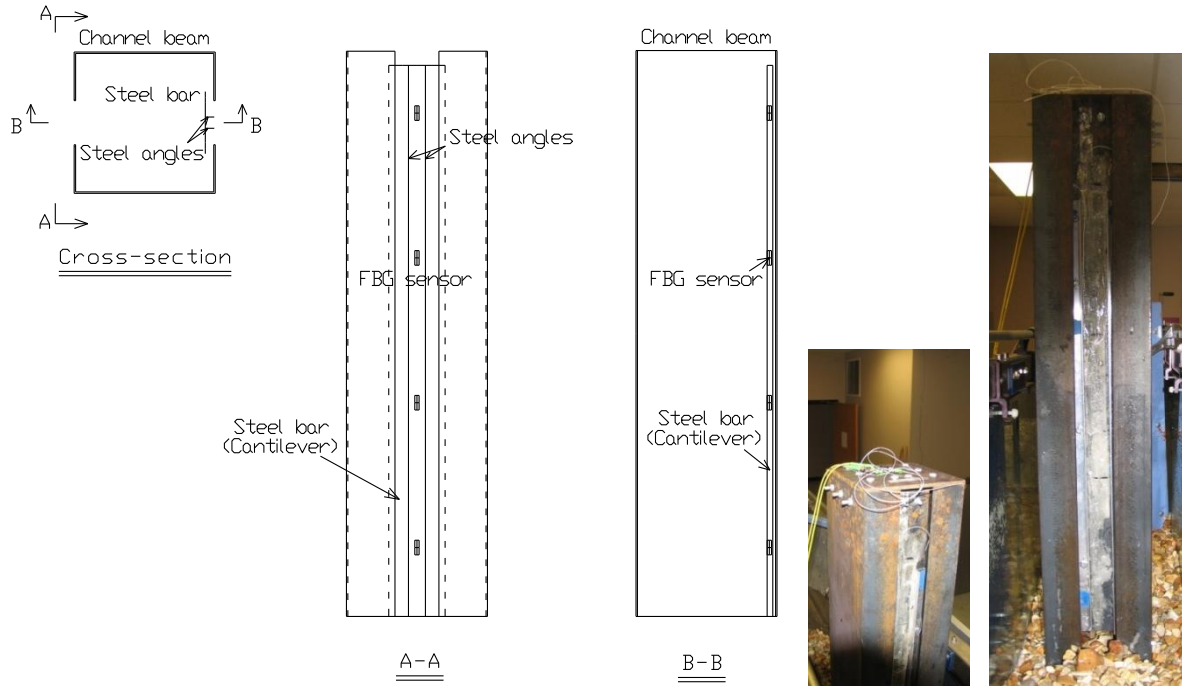 A
Channel beam
Steel bar
B
B
Steel angles
A
Cross-section
Steel angles
FBG sensor
Steel bar
(Cantilever)
A-A
Channel beam
FBG sensor
Steel bar
(Cantilever)
B-B